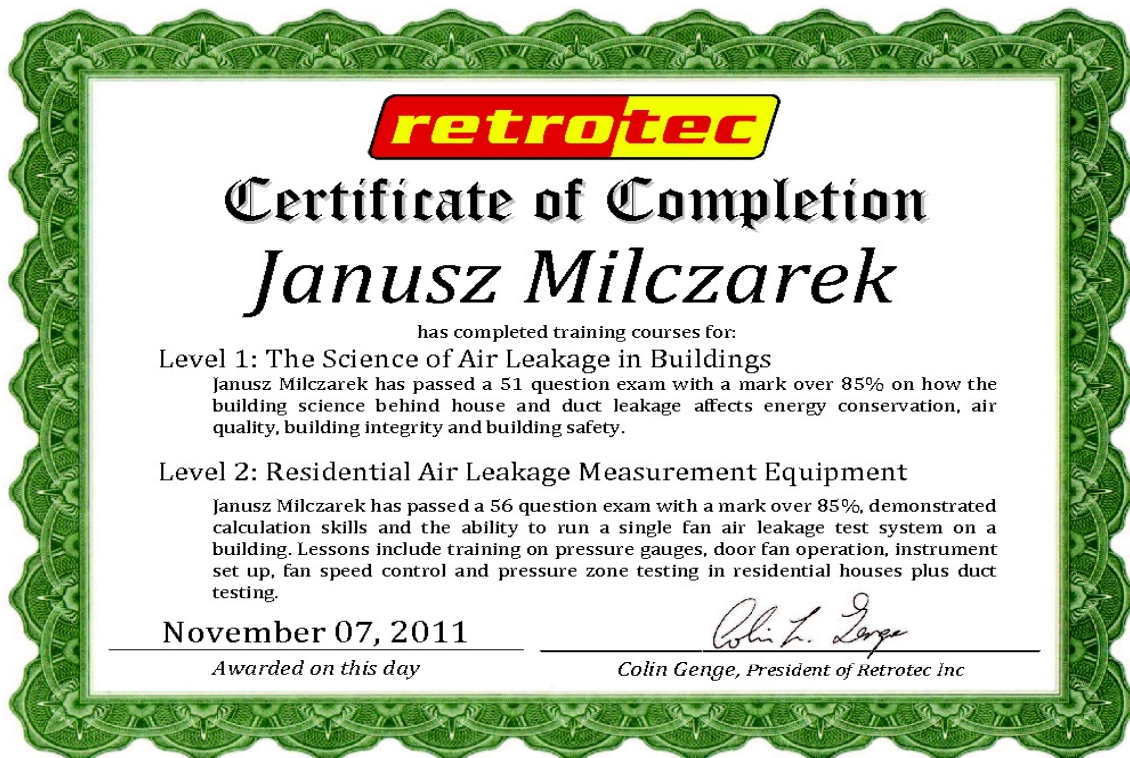 retrotec
Certificate of Completion
Janusz Milczarek
has completed training courses for:
Level 1: The Science of Air Leakage in Buildings
Janusz Milczarek has passed a 51 question exam with a mark over 85% on how the
building science behind house and duct leakage affects energy conservation, air
quality, building integrity and building safety.
Level 2: Residential Air Leakage Measurement Equipment
Janusz Milczarek has passed a 56 question exam with a mark over 85%, demonstrated
calculation skills and the ability to run a single fan air leakage test system on a
building. Lessons include training on pressure gauges, door fan operation, instrument
set up, fan speed control and pressure zone testing in residential houses plus duct
testing.
November 07, 2011
Colin L. Genge
Awarded on this day
Colin Genge, President of Retrotec Inc